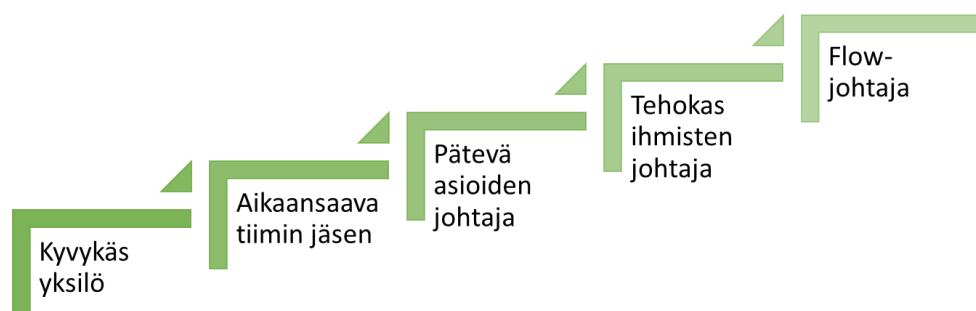 Kyvykäs
yksilö
Aikaansaava
tiimin jäsen
Pätevä
asioiden
johtaja
Tehokas
ihmisten
johtaja
Flow-
johtaja